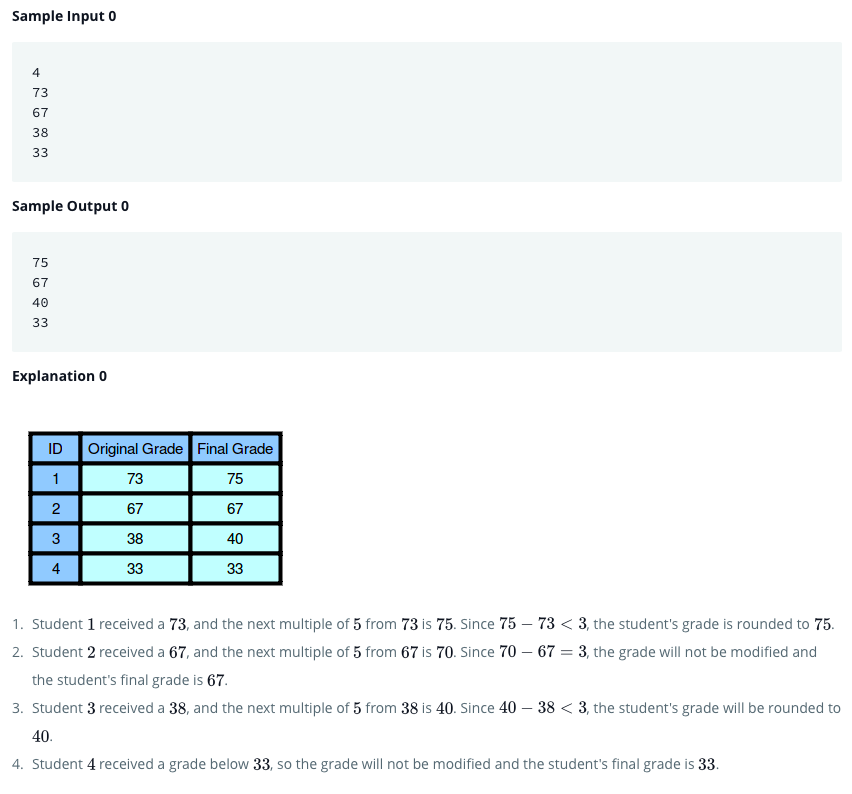 Sample Input 0
4
73
67
38
33
Sample Output 0
75
67
40
33
Explanation 0
ID Original Grade Final Grade
1 73 75
2 67 67
3 38 40
4 33 33
1. Student 1 received a 73, and the next multiple of 5 from 73 is 75. Since 75 − 73 < 3, the student's grade is rounded to 75.
2. Student 2 received a 67, and the next multiple of 5 from 67 is 70. Since 70 − 67 = 3, the grade will not be modified and
the student's final grade is 67.
3. Student 3 received a 38, and the next multiple of 5 from 38 is 40. Since 40 − 38 < 3, the student's grade will be rounded to
40.
4. Student 4 received a grade below 33, so the grade will not be modified and the student's final grade is 33.